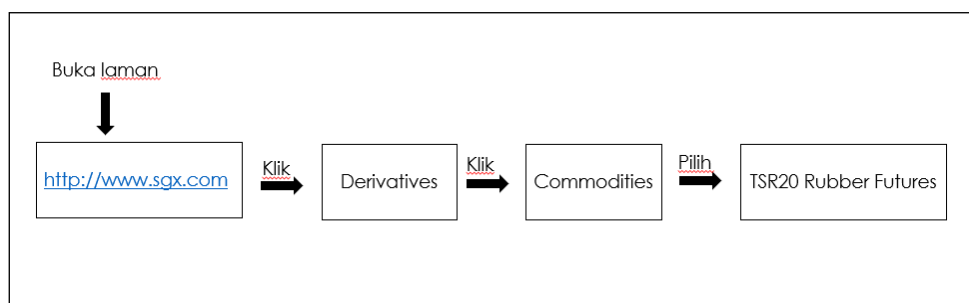 Buka laman
http://www.sgx.com
Klik
Derivatives
Klik
Commodities
Pilih
TSR20 Rubber Futures